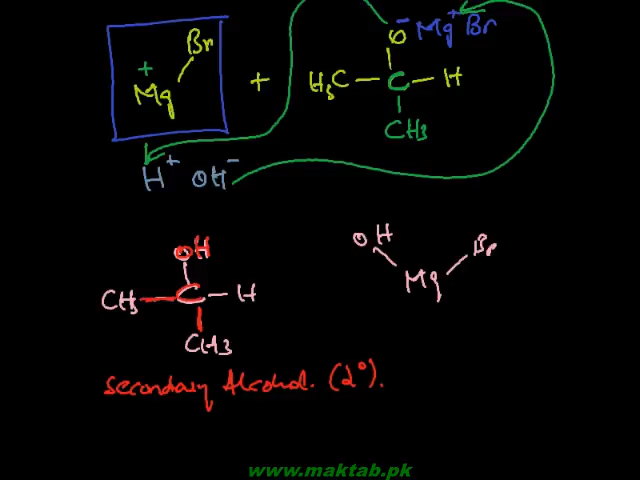 Br
O⁻ Mg⁺ Br
+
Mg
+
H₃C — C — H
CH₃
H⁺ OH⁻
OH
CH₃ — C — H
CH3
OH
Mg
Br
Secondary Alcohol. (2°).
www.maktab.pk